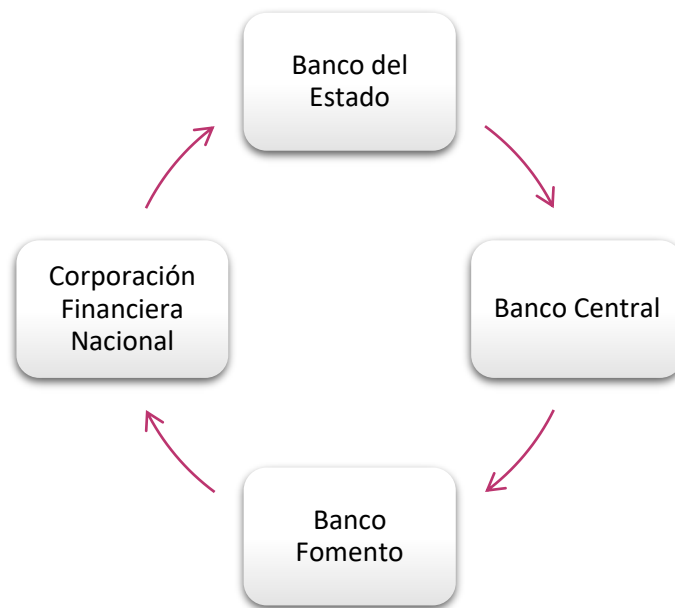 Banco del
Estado
Banco Central
Banco
Fomento
Corporación
Financiera
Nacional